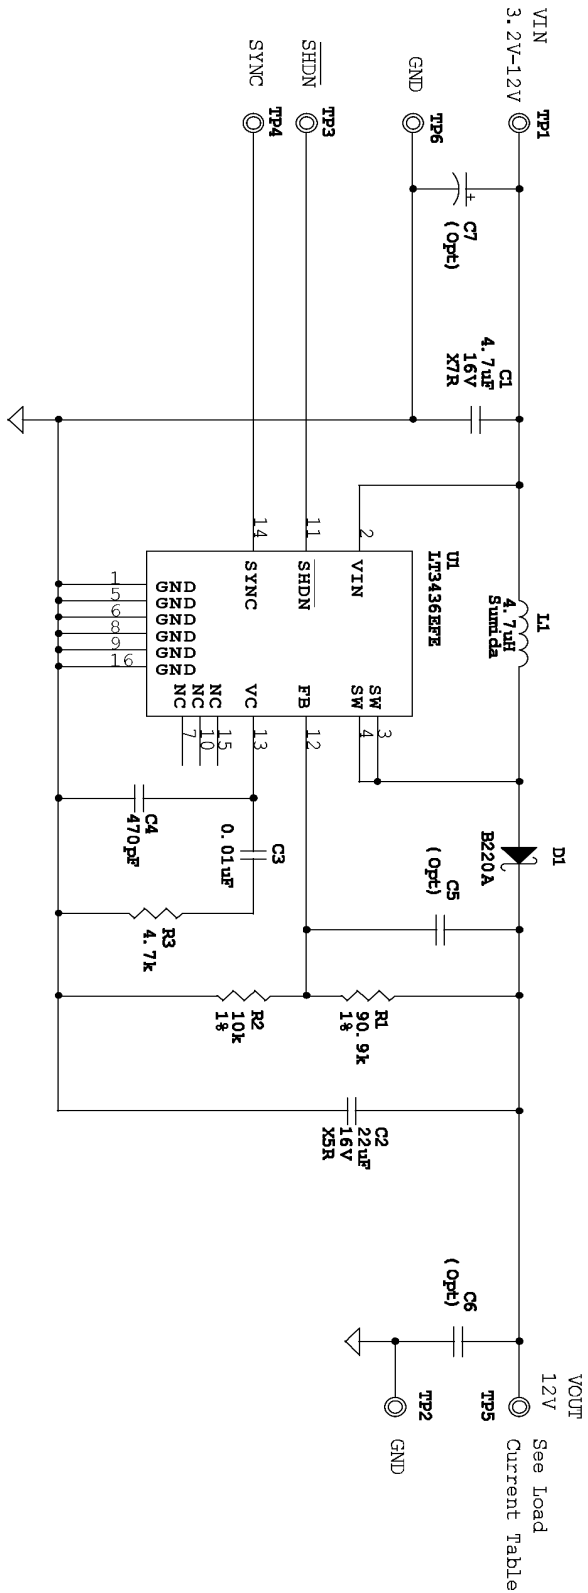 VIN
3.2V-12V
TP1
GND
TP6
SHDN
TP3
SYNC
TP4
C7
(Opt)
+
C1
4.7uF
16V
X7R
L1
4.7uH
Sumida
D1
B220A
U1
LT3436EFE
2
VIN
11
SHDN
14
SYNC
SW
3
SW
4
FB
12
VC
13
NC
15
NC
10
NC
7
1
GND
5
GND
6
GND
8
GND
9
GND
16
GND
C5
(Opt)
C3
0.01uF
C4
470pF
R3
4.7k
R1
90.9k
1%
R2
10k
1%
C2
22uF
16V
X5R
C6
(Opt)
VOUT
12V
TP5
See Load
Current Table
TP2
GND